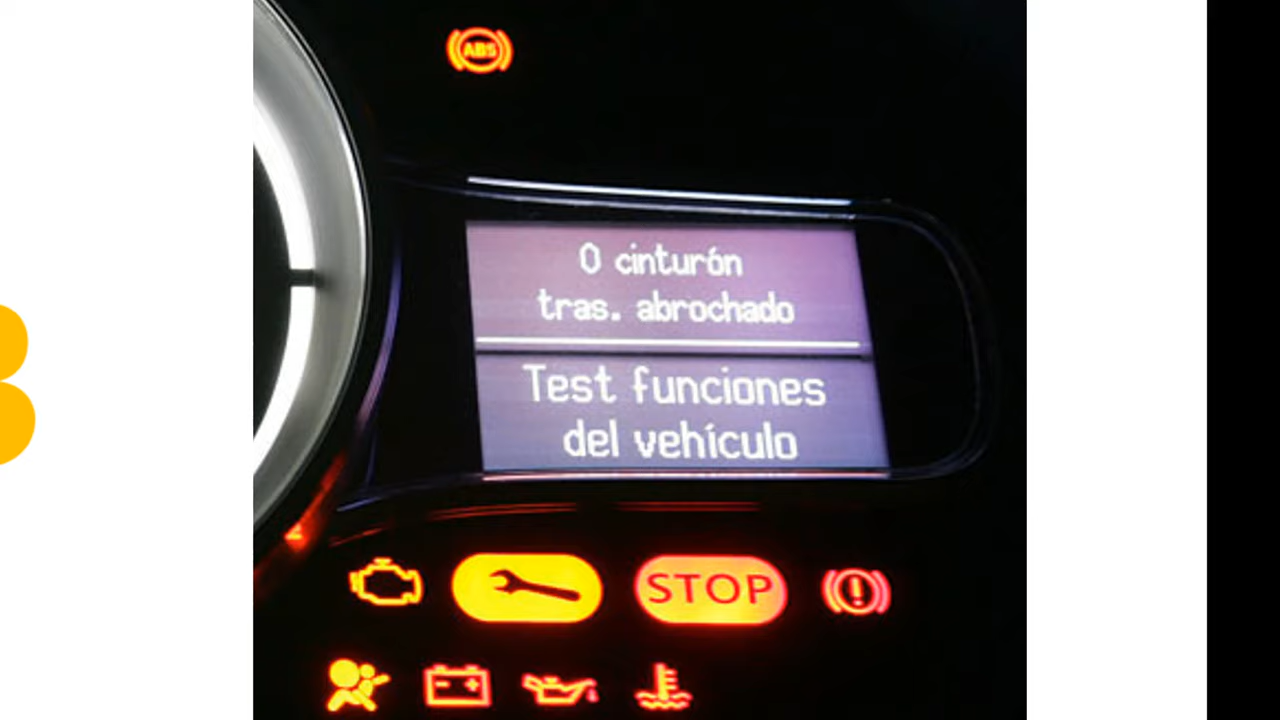 ABS
0 cinturón
tras. abrochado
Test funciones
del vehículo
STOP